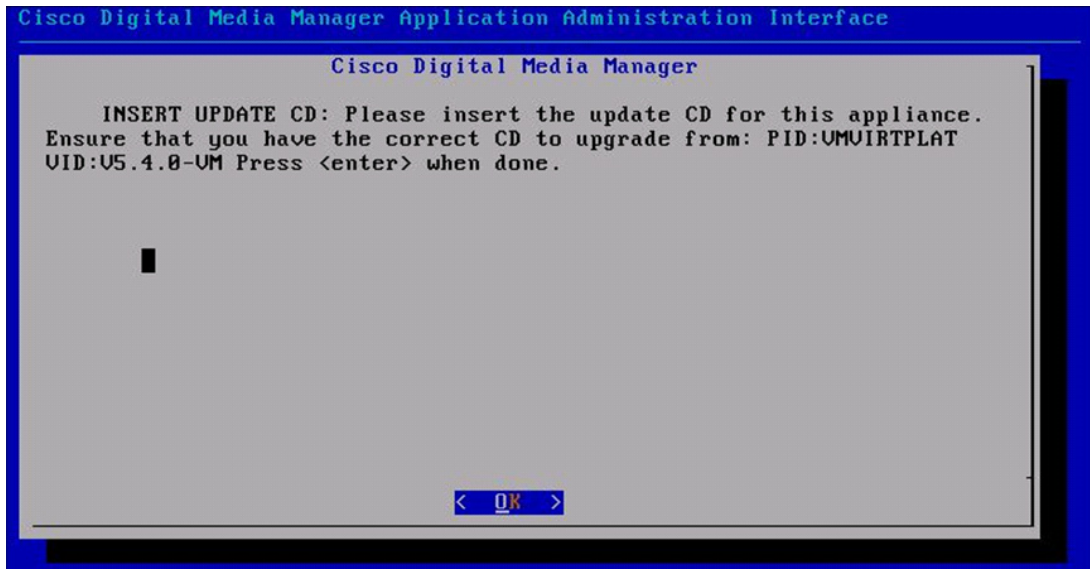 Cisco Digital Media Manager Application Administration Interface
Cisco Digital Media Manager
INSERT UPDATE CD: Please insert the update CD for this appliance.
Ensure that you have the correct CD to upgrade from: PID:VMVIRTPLAT
VID:V5.4.0-VM Press <enter> when done.
< OK >